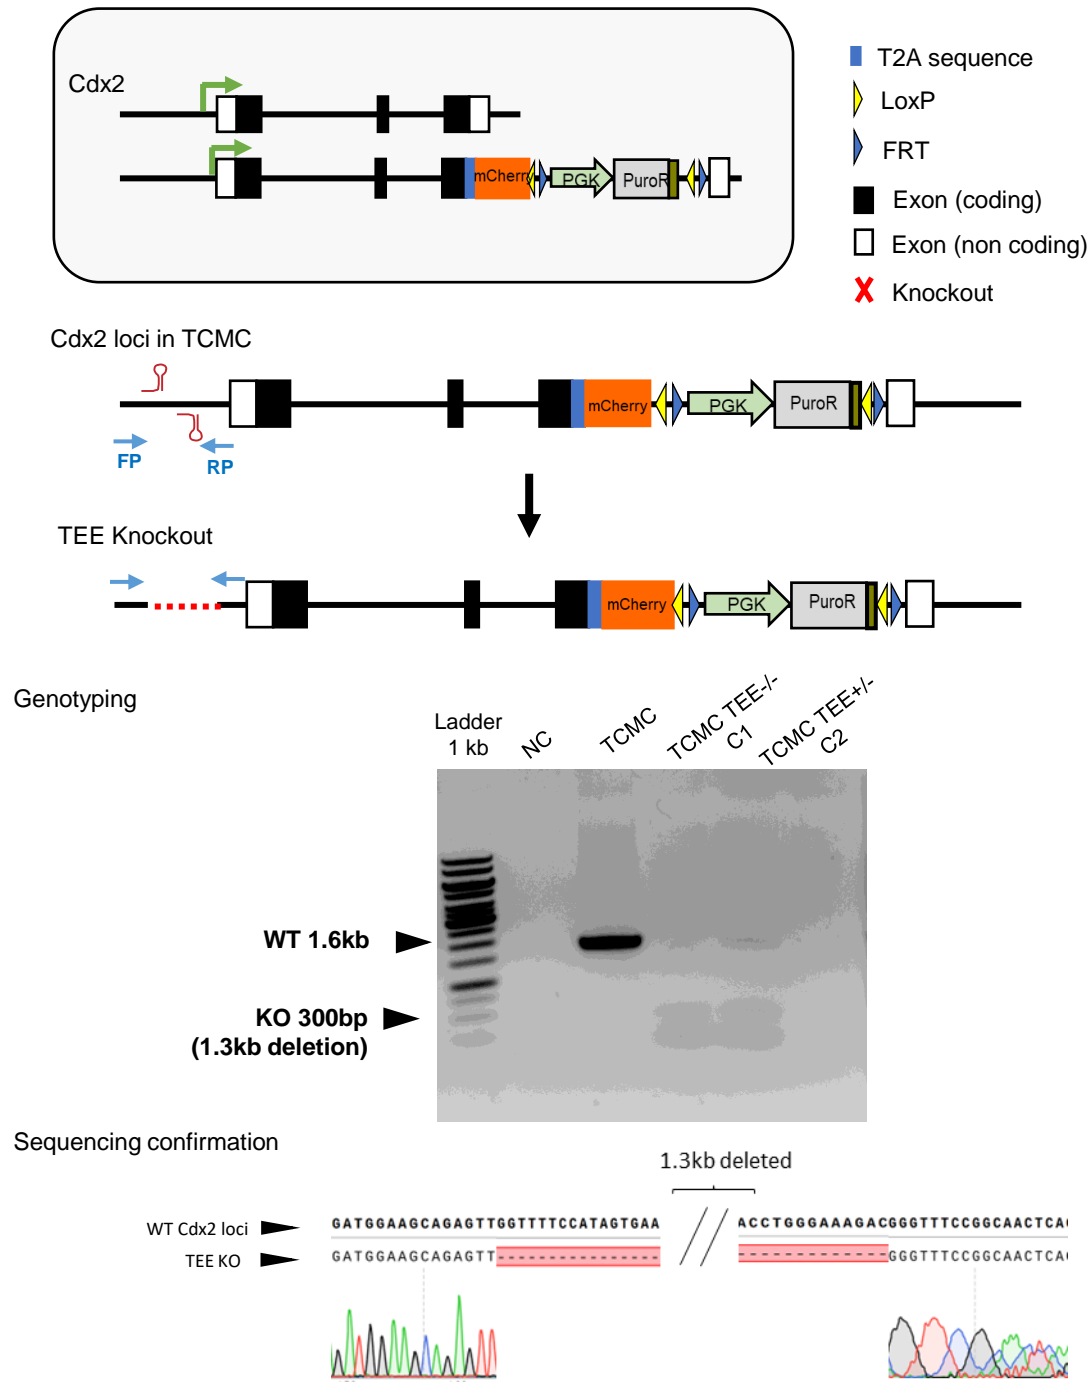 Cdx2
mCherry
PGK
PuroR
T2A sequence
LoxP
FRT
Exon (coding)
Exon (non coding)
Knockout
Cdx2 loci in TCMC
mCherry
PGK
PuroR
FP
RP
TEE Knockout
mCherry
PGK
PuroR
Genotyping
Ladder
1 kb
NC
TCMC
TCMC TEE-/-
C1
TCMC TEE+/-
C2
WT 1.6kb
KO 300bp
(1.3kb deletion)
Sequencing confirmation
1.3kb deleted
WT Cdx2 loci
GATGGAAGCAGAGTTGGTTTTCCATAGTGAA
ACCTGGGAAAGACGGGTTTCCGGCAACTCAG
TEE KO
GATGGAAGCAGAGTT----------------
-------------GGGTTTCCGGCAACTCAG